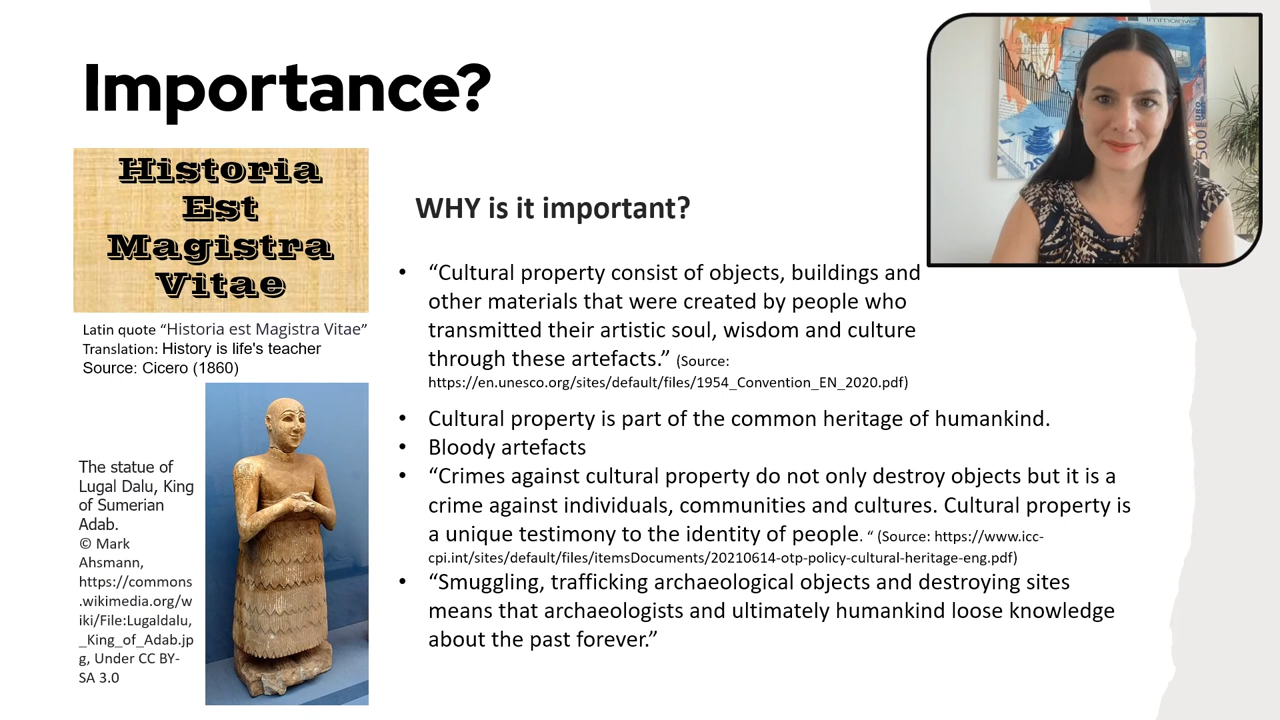 Importance?
Historia
Est
Magistra
Vitae
Latin quote “Historia est Magistra Vitae”
Translation: History is life's teacher
Source: Cicero (1860)
The statue of
Lugal Dalu, King
of Sumerian
Adab.
© Mark
Ahsmann,
https://commons
.wikimedia.org/w
iki/File:Lugaldalu,
_King_of_Adab.jp
g, Under CC BY-
SA 3.0
WHY is it important?
• “Cultural property consist of objects, buildings and
other materials that were created by people who
transmitted their artistic soul, wisdom and culture
through these artefacts.” (Source:
https://en.unesco.org/sites/default/files/1954_Convention_EN_2020.pdf)
• Cultural property is part of the common heritage of humankind.
• Bloody artefacts
• “Crimes against cultural property do not only destroy objects but it is a
crime against individuals, communities and cultures. Cultural property is
a unique testimony to the identity of people. “ (Source: https://www.icc-
cpi.int/sites/default/files/itemsDocuments/20210614-otp-policy-cultural-heritage-eng.pdf)
• “Smuggling, trafficking archaeological objects and destroying sites
means that archaeologists and ultimately humankind loose knowledge
about the past forever.”
500 EURO